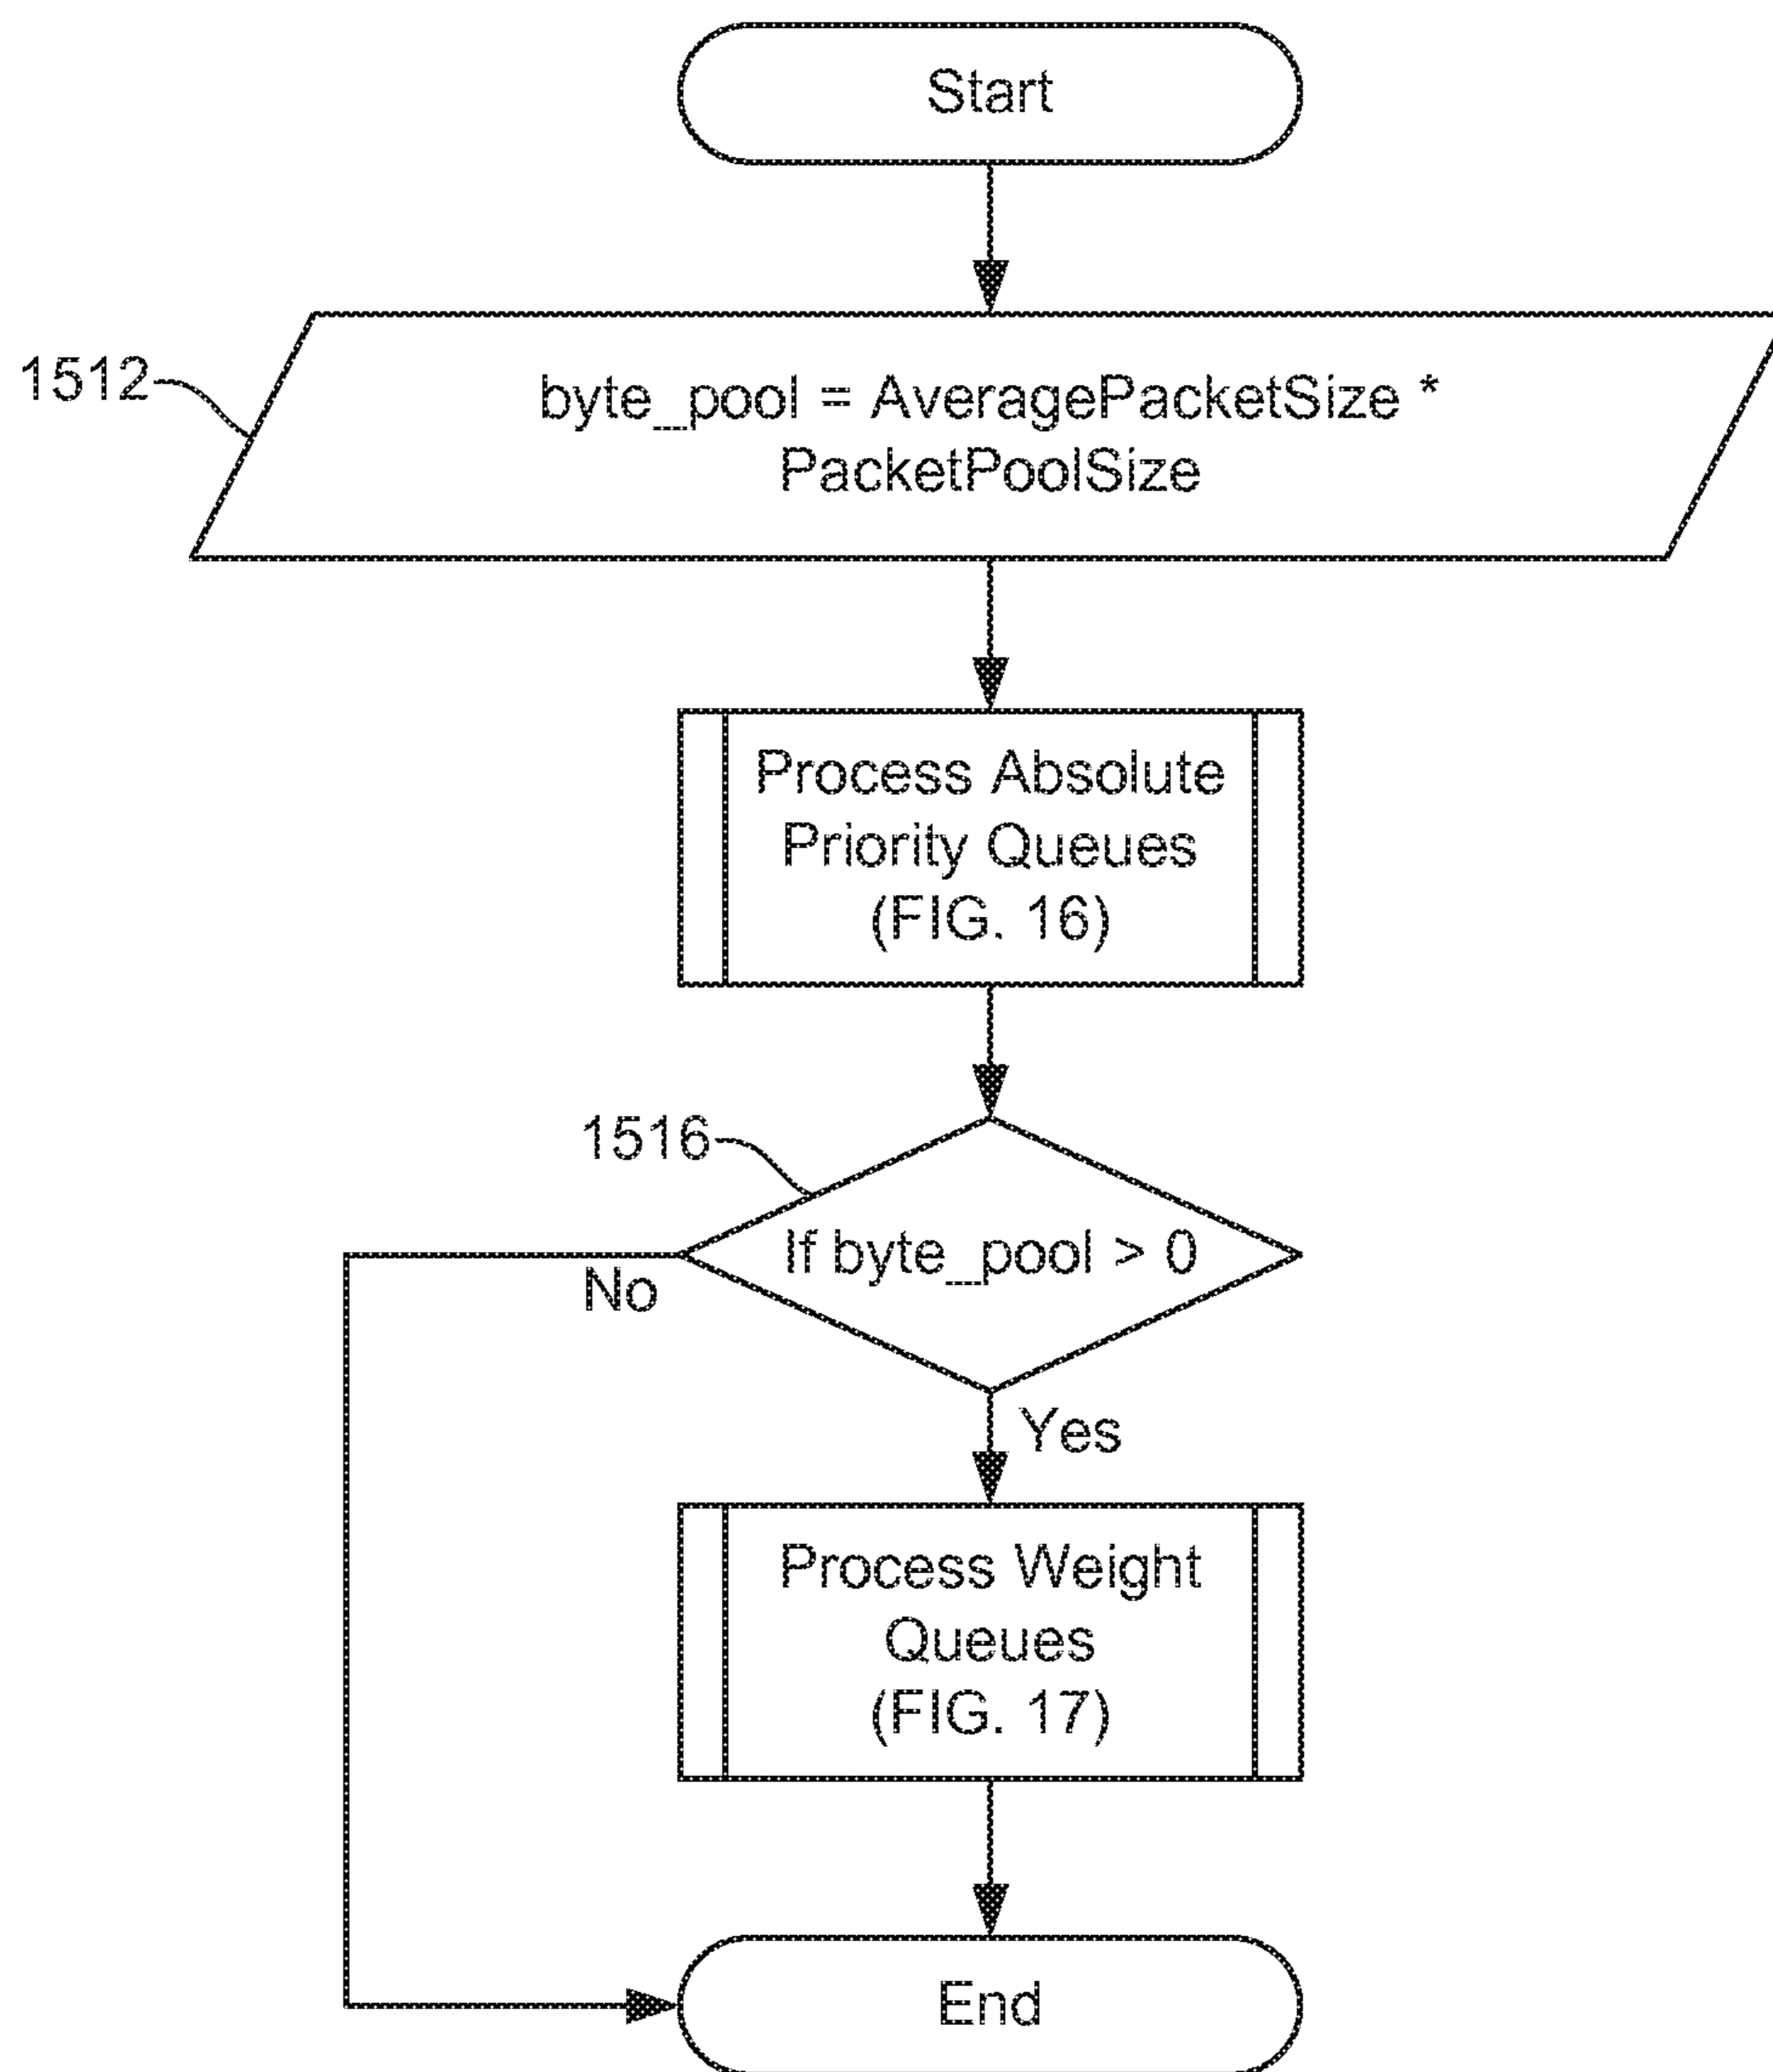 Start
1512
byte_pool = AveragePacketSize *
PacketPoolSize
Process Absolute
Priority Queues
(FIG. 16)
1516
If byte_pool > 0
No
Yes
Process Weight
Queues
(FIG. 17)
End